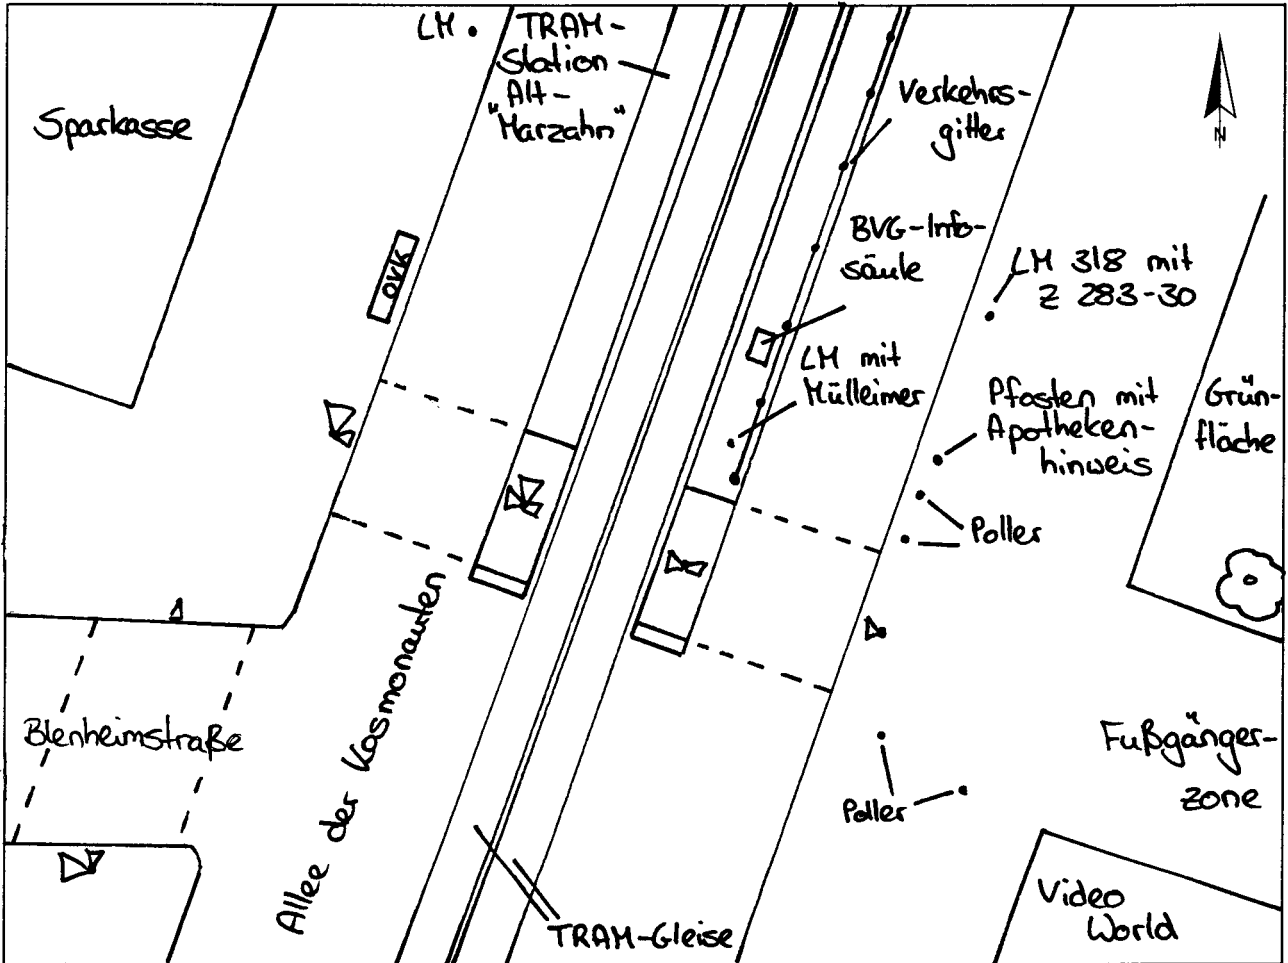 LM
TRAM-
Station
"Alt-
Marzahn"
Sparkasse
Verkehrs-
gitter
N
BVG-Info-
säule
OVK
LM 318 mit
Z 283-30
LM mit
Mülleimer
Pfosten mit
Apotheken-
hinweis
Grün-
fläche
Poller
Allee der Kosmonauten
Blenheimstraße
Fußgänger-
zone
Poller
Video
World
TRAM-Gleise